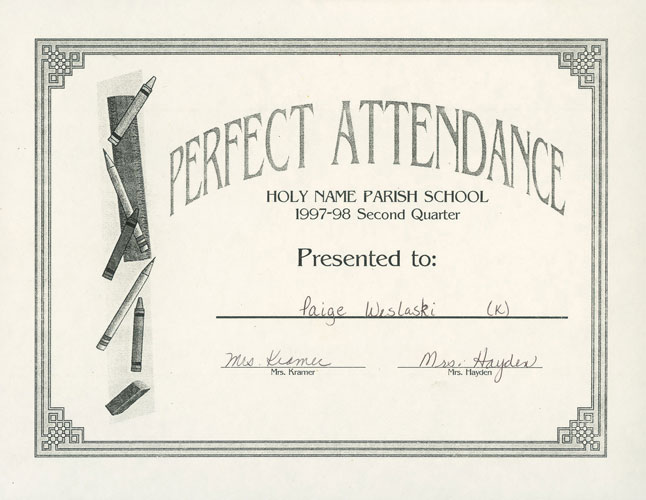 PERFECT ATTENDANCE
HOLY NAME PARISH SCHOOL
1997-98 Second Quarter
Presented to:
Paige Weslaski (K)
Mrs. Kramer Mrs. Hayden
Mrs. Kramer Mrs. Hayden